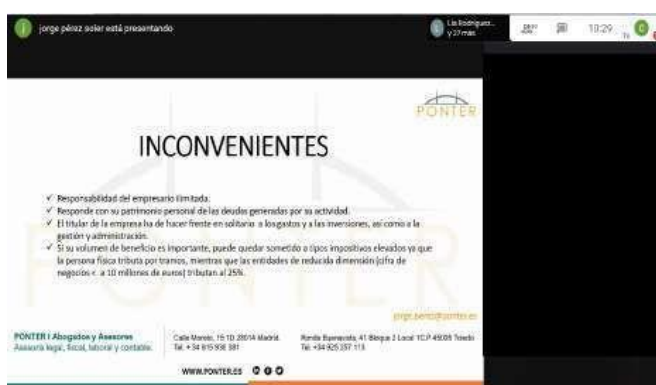 jorge pérez soler está presentando
y 27 más
10:29
PONTER
INCONVENIENTES
✓ Responsabilidad del empresario ilimitada.
✓ Responde con su patrimonio personal de las deudas generadas por su actividad.
✓ El titular de la empresa ha de hacer frente en solitario a los gastos y a las inversiones, así como a la
gestión y administración.
✓ Si su volumen de beneficio es importante, puede quedar sometido a tipos impositivos elevados ya que
la persona física tributa por tramos, mientras que las entidades de reducida dimensión (cifra de
negocios < a 10 millones de euros) tributan al 25%.
PONTER
PONTER I Abogados y Asesores
Asesoría legal, fiscal, laboral y contable.
Madrid.
Toledo
WWW.PONTER.ES